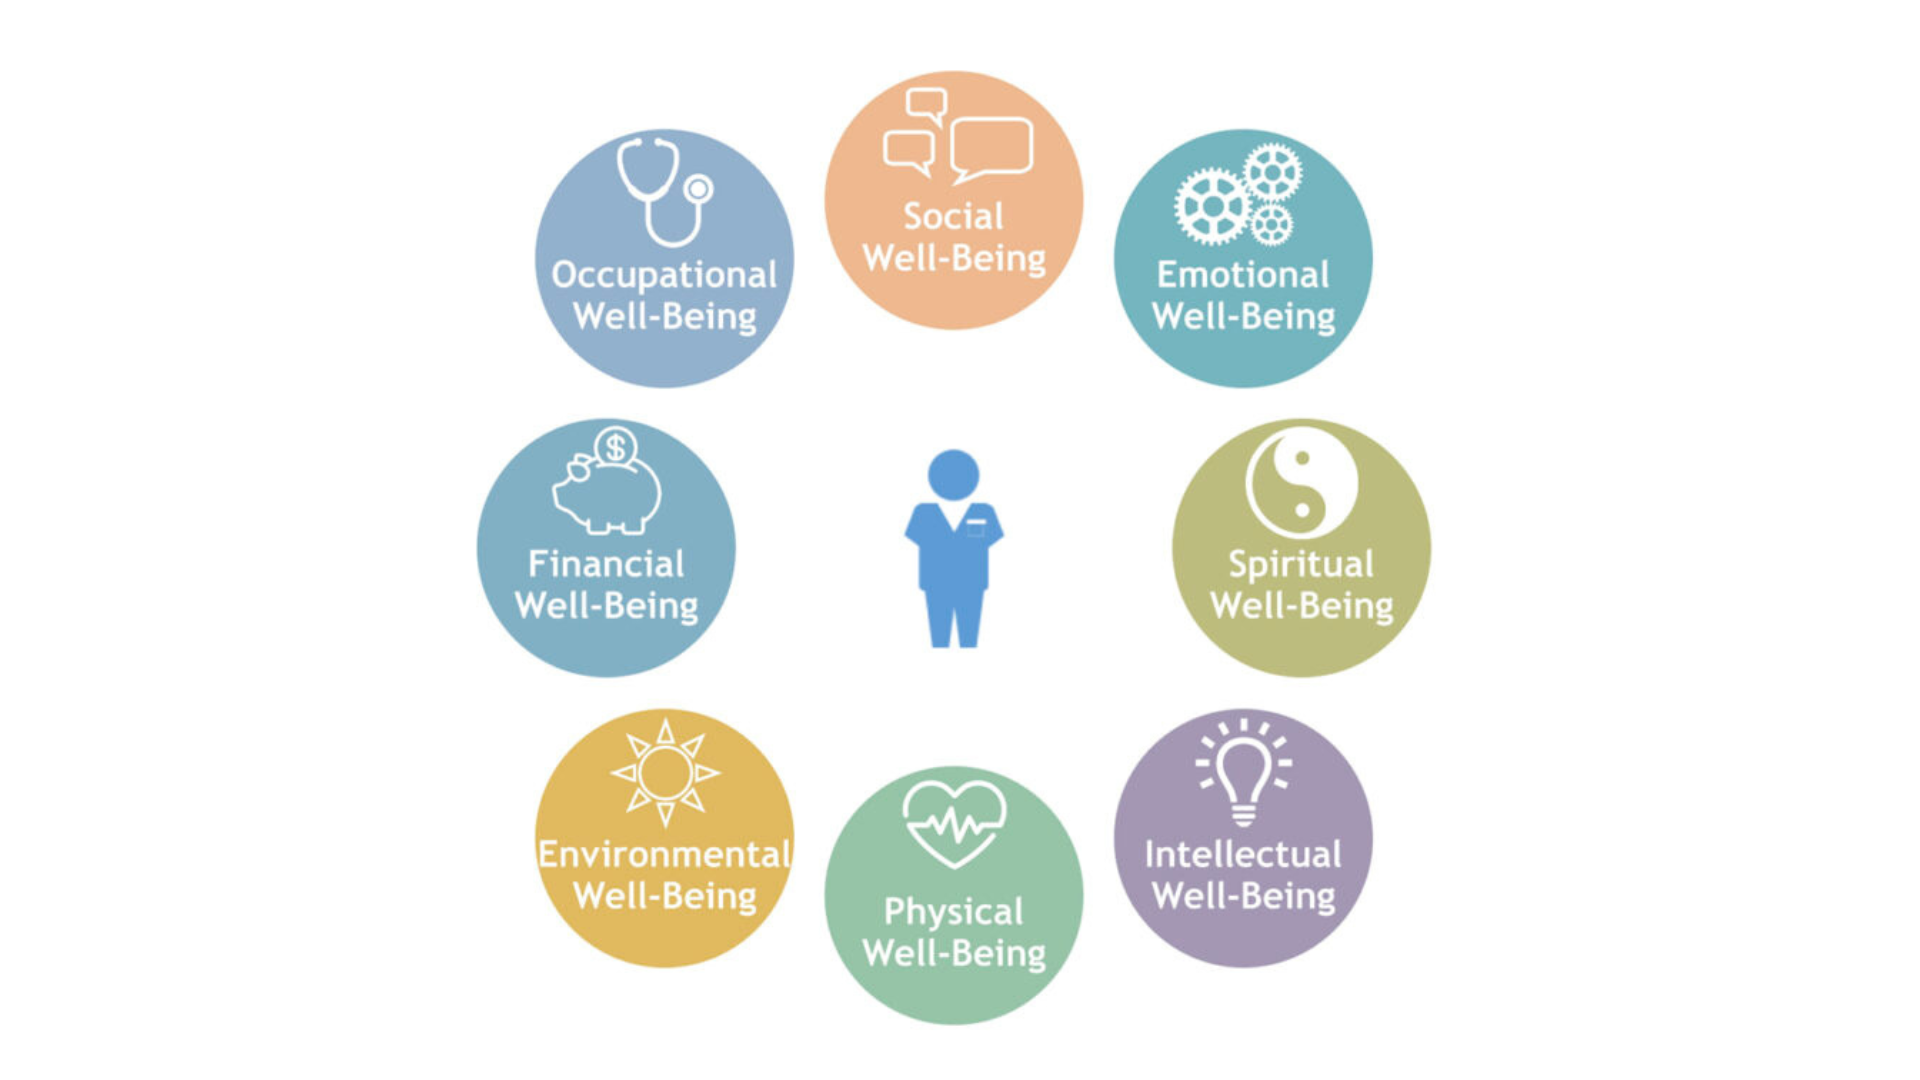 Social
Well-Being
Emotional
Well-Being
Spiritual
Well-Being
Intellectual
Well-Being
Physical
Well-Being
Environmental
Well-Being
$
Financial
Well-Being
Occupational
Well-Being